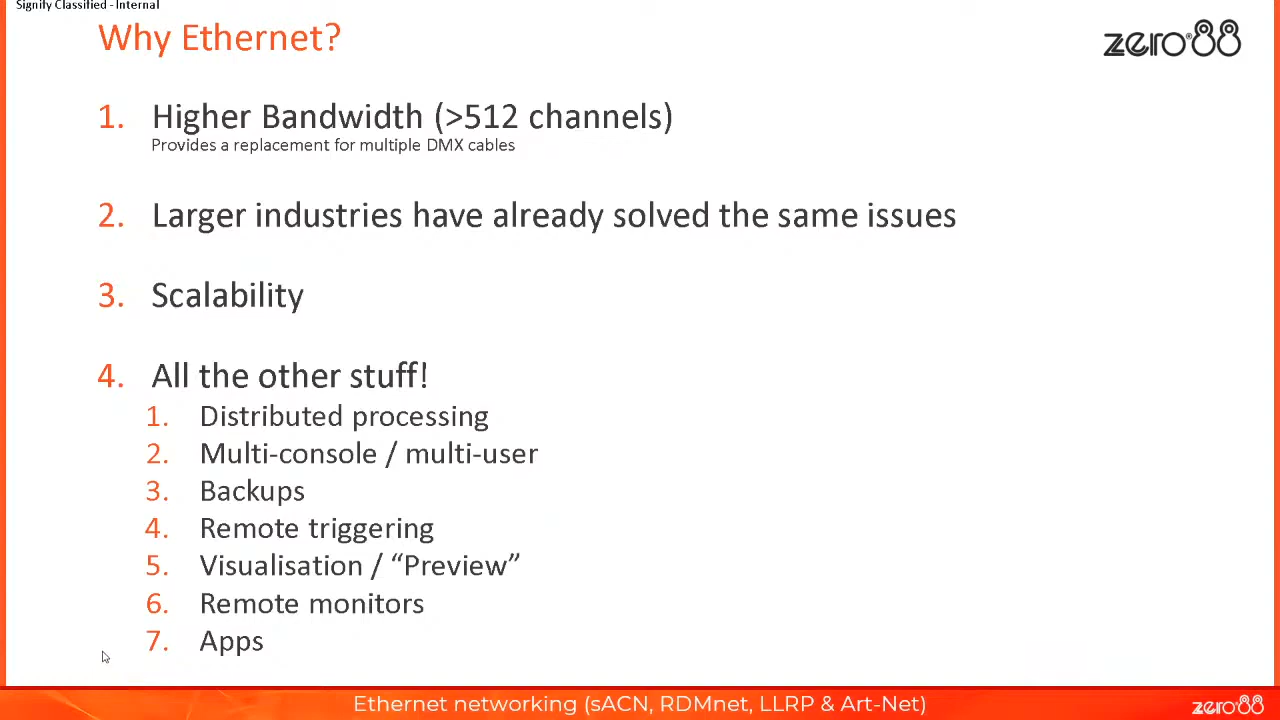 Signify Classified - Internal
Why Ethernet?
zero®88
1. Higher Bandwidth (>512 channels)
Provides a replacement for multiple DMX cables
2. Larger industries have already solved the same issues
3. Scalability
4. All the other stuff!
1. Distributed processing
2. Multi-console / multi-user
3. Backups
4. Remote triggering
5. Visualisation / “Preview”
6. Remote monitors
7. Apps
Ethernet networking (sACN, RDMnet, LLRP & Art-Net)
zero88